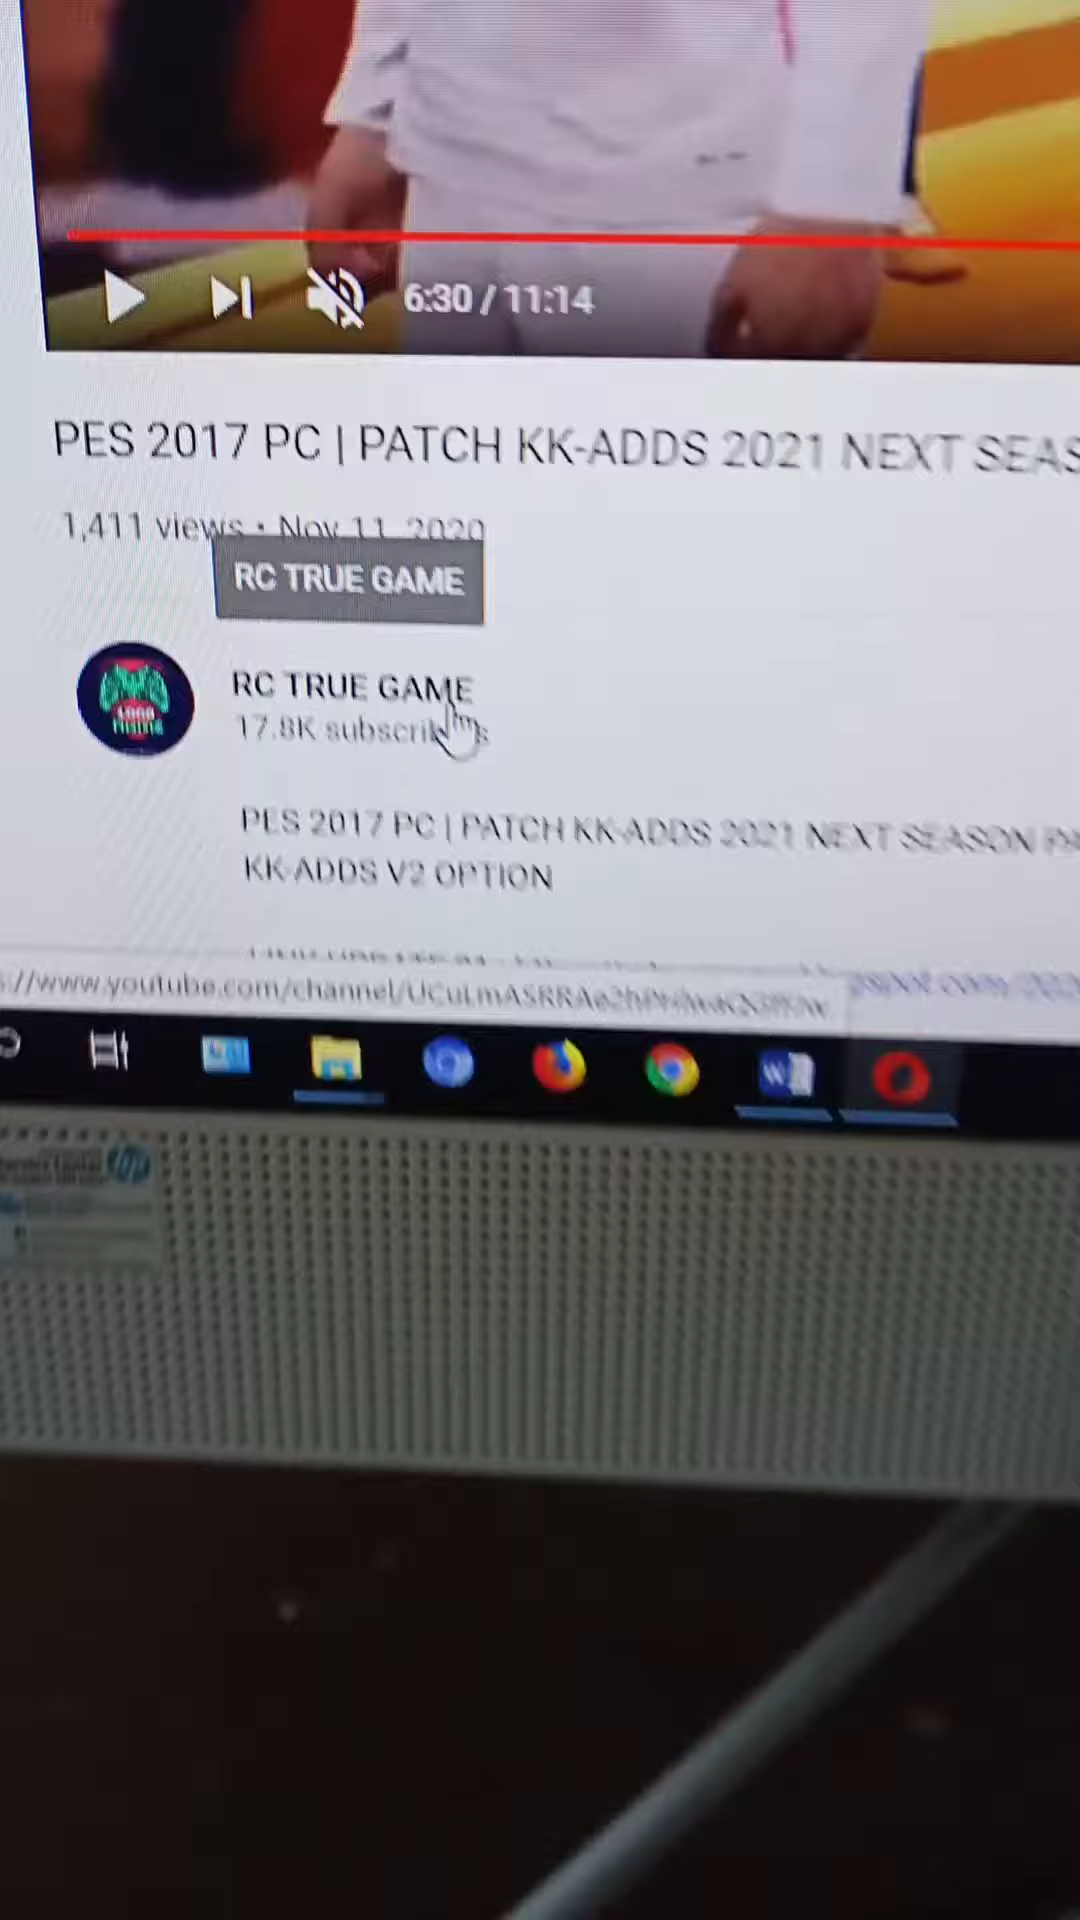 6:30 / 11:14
PES 2017 PC | PATCH KK-ADDS 2021 NEXT SEAS
1,411 views • Nov 11, 2020
RC TRUE GAME
RC TRUE GAME
17.8K
PES 2017 PC | PATCH KK-ADDS 2021 NEXT SEASON
KK-ADDS V2 OPTION
://www.youtube.com/channel/
hp